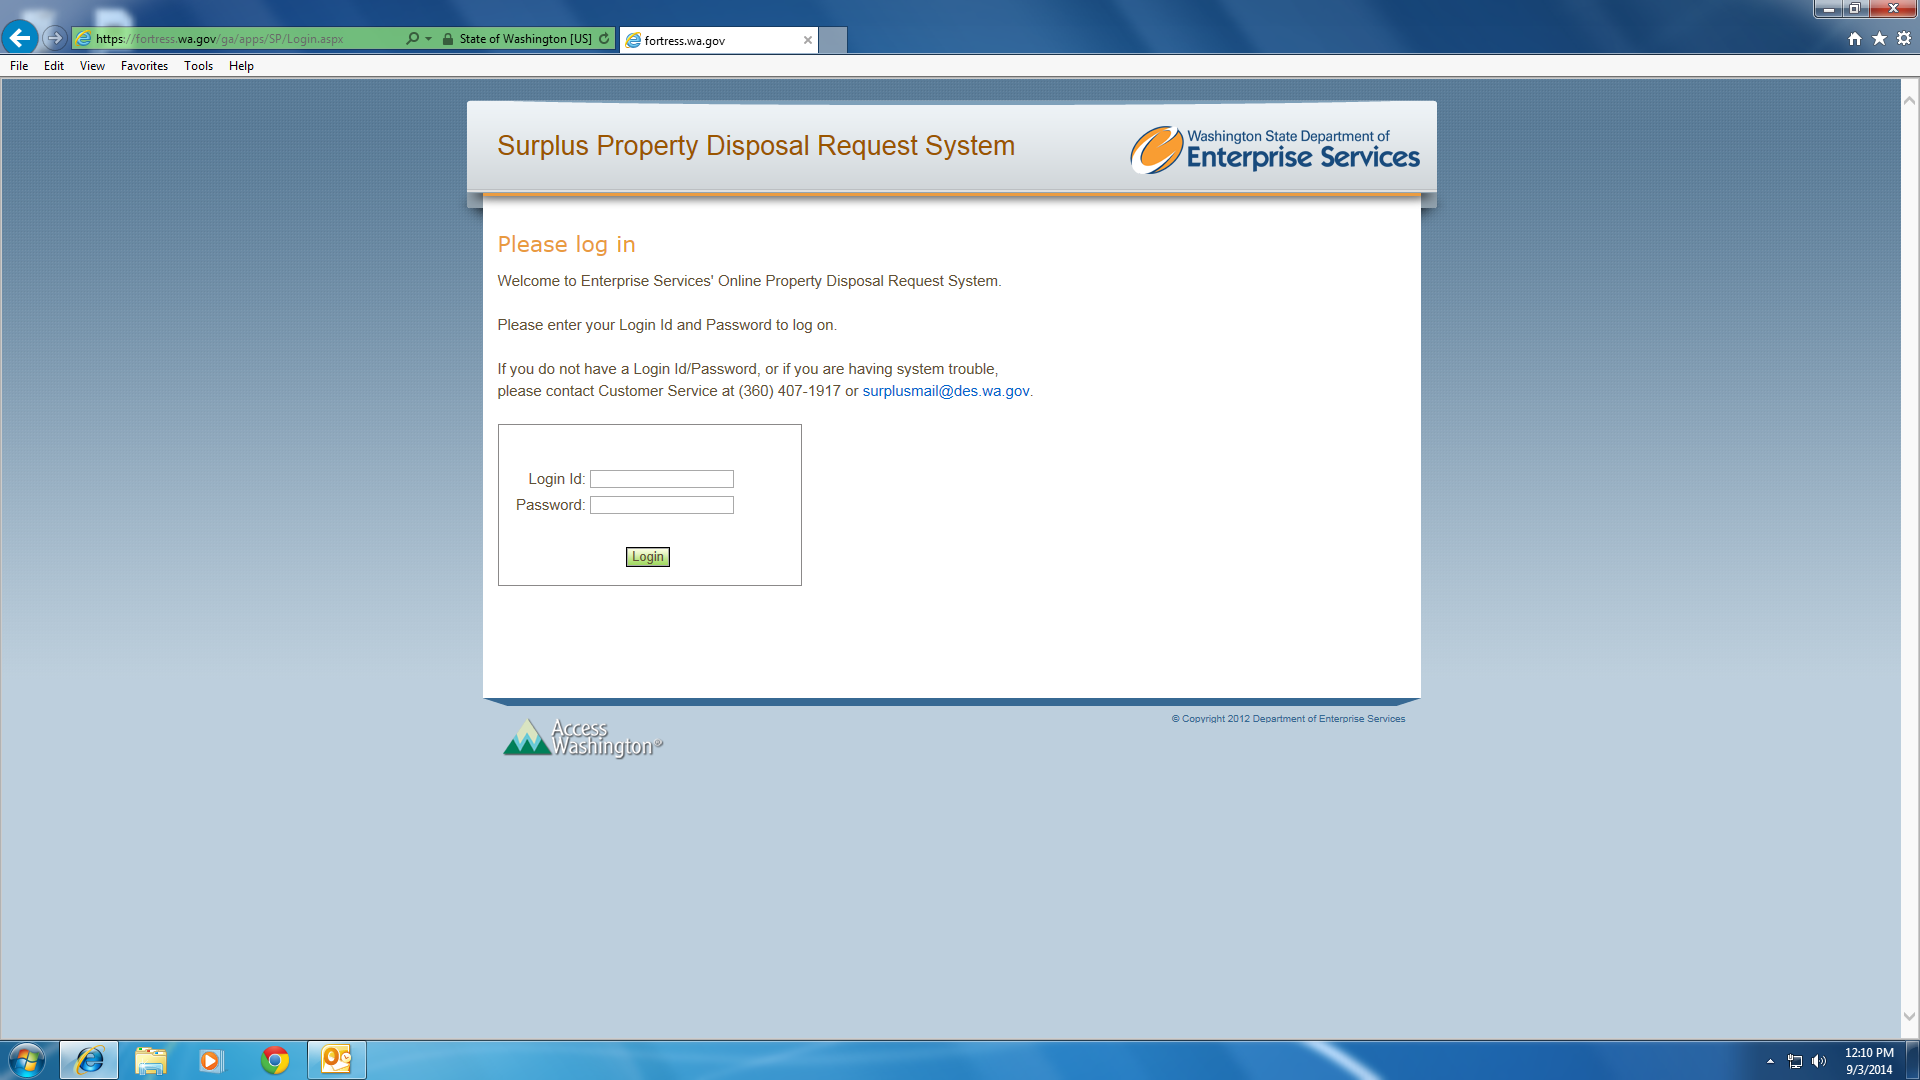 https://fortress.wa.gov/ga/apps/SP/Login.aspx
State of Washington [US]
fortress.wa.gov
File Edit View Favorites Tools Help
Surplus Property Disposal Request System
Washington State Department of
Enterprise Services
Please log in
Welcome to Enterprise Services' Online Property Disposal Request System.
Please enter your Login Id and Password to log on.
If you do not have a Login Id/Password, or if you are having system trouble,
please contact Customer Service at (360) 407-1917 or surplusmail@des.wa.gov.
Login Id:
Password:
Login
Access
Washington®
© Copyright 2012 Department of Enterprise Services
12:10 PM
9/3/2014